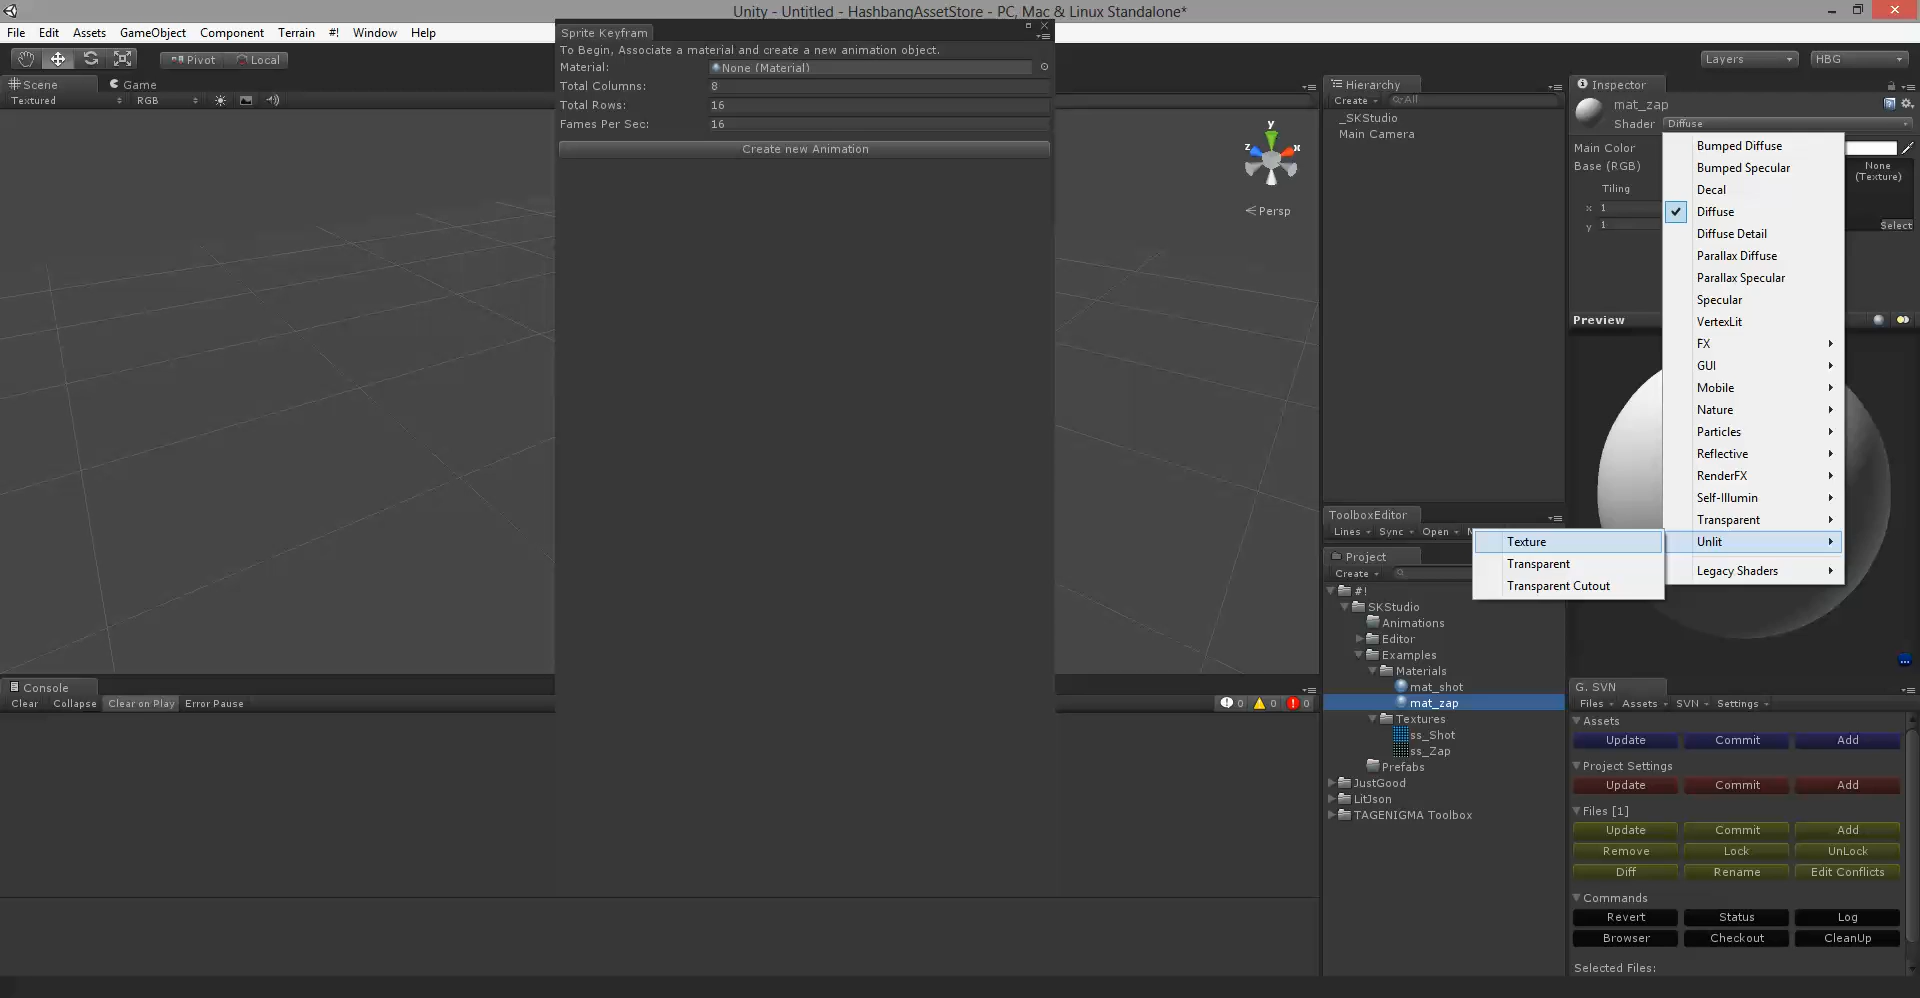 Unity - Untitled - HashbangAssetStore - PC, Mac & Linux Standalone*
File Edit Assets GameObject Component Terrain #! Window Help
Pivot Local
Layers HBG
Scene Game
Textured RGB
Sprite Keyfram
To Begin, Associate a material and create a new animation object.
Material: None (Material)
Total Columns: 8
Total Rows: 16
Fames Per Sec: 16
Create new Animation
y
z x
Persp
Hierarchy
Create All
_SKStudio
Main Camera
Inspector
mat_zap
Shader Diffuse
Main Color
Base (RGB)
None
(Texture)
Tiling
x 1
y 1
Select
Preview
Bumped Diffuse
Bumped Specular
Decal
Diffuse
Diffuse Detail
Parallax Diffuse
Parallax Specular
Specular
VertexLit
FX
GUI
Mobile
Nature
Particles
Reflective
RenderFX
Self-Illumin
Transparent
Unlit
Legacy Shaders
Texture
Transparent
Transparent Cutout
ToolboxEditor
Lines Sync Open
Project
Create
#!
SKStudio
Animations
Editor
Examples
Materials
mat_shot
mat_zap
Textures
ss_Shot
ss_Zap
Prefabs
JustGood
LitJson
TAGENIGMA Toolbox
Console
Clear Collapse Clear on Play Error Pause
0 0 0
G. SVN
Files Assets SVN Settings
Assets
Update Commit Add
Project Settings
Update Commit Add
Files [1]
Update Commit Add
Remove Lock UnLock
Diff Rename Edit Conflicts
Commands
Revert Status Log
Browser Checkout CleanUp
Selected Files: